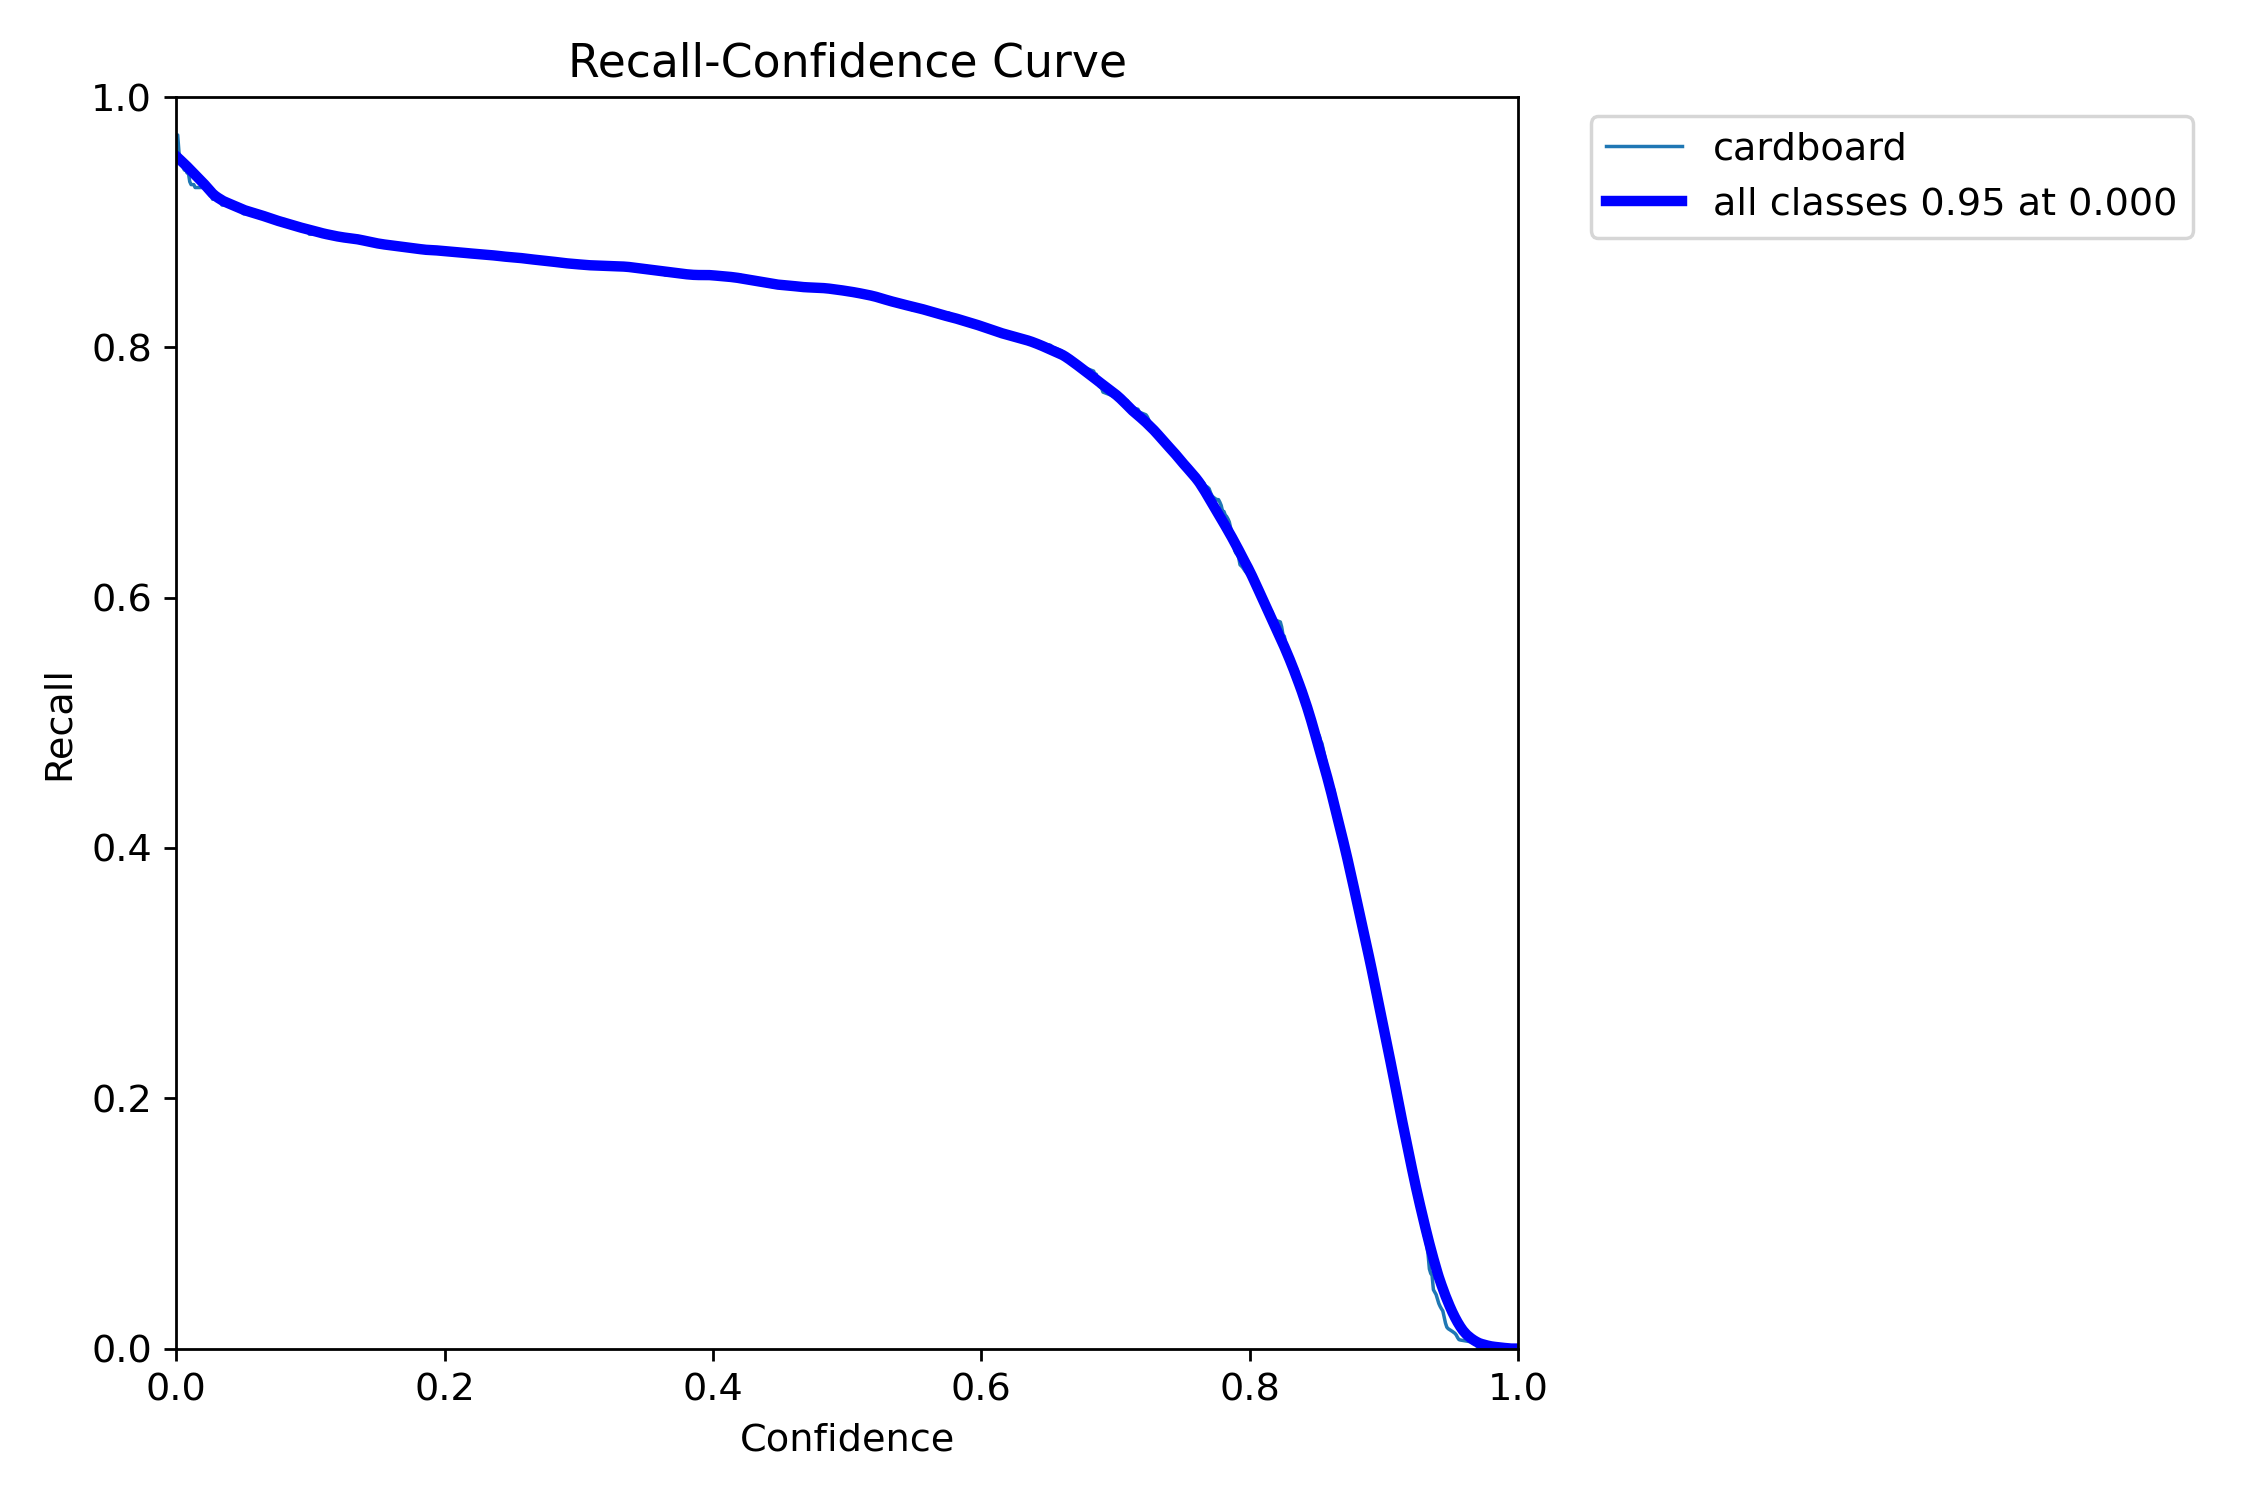 Recall-Confidence Curve
1.0
0.8
0.6
0.4
0.2
0.0
Recall
0.0 0.2 0.4 0.6 0.8 1.0
Confidence
cardboard
all classes 0.95 at 0.000